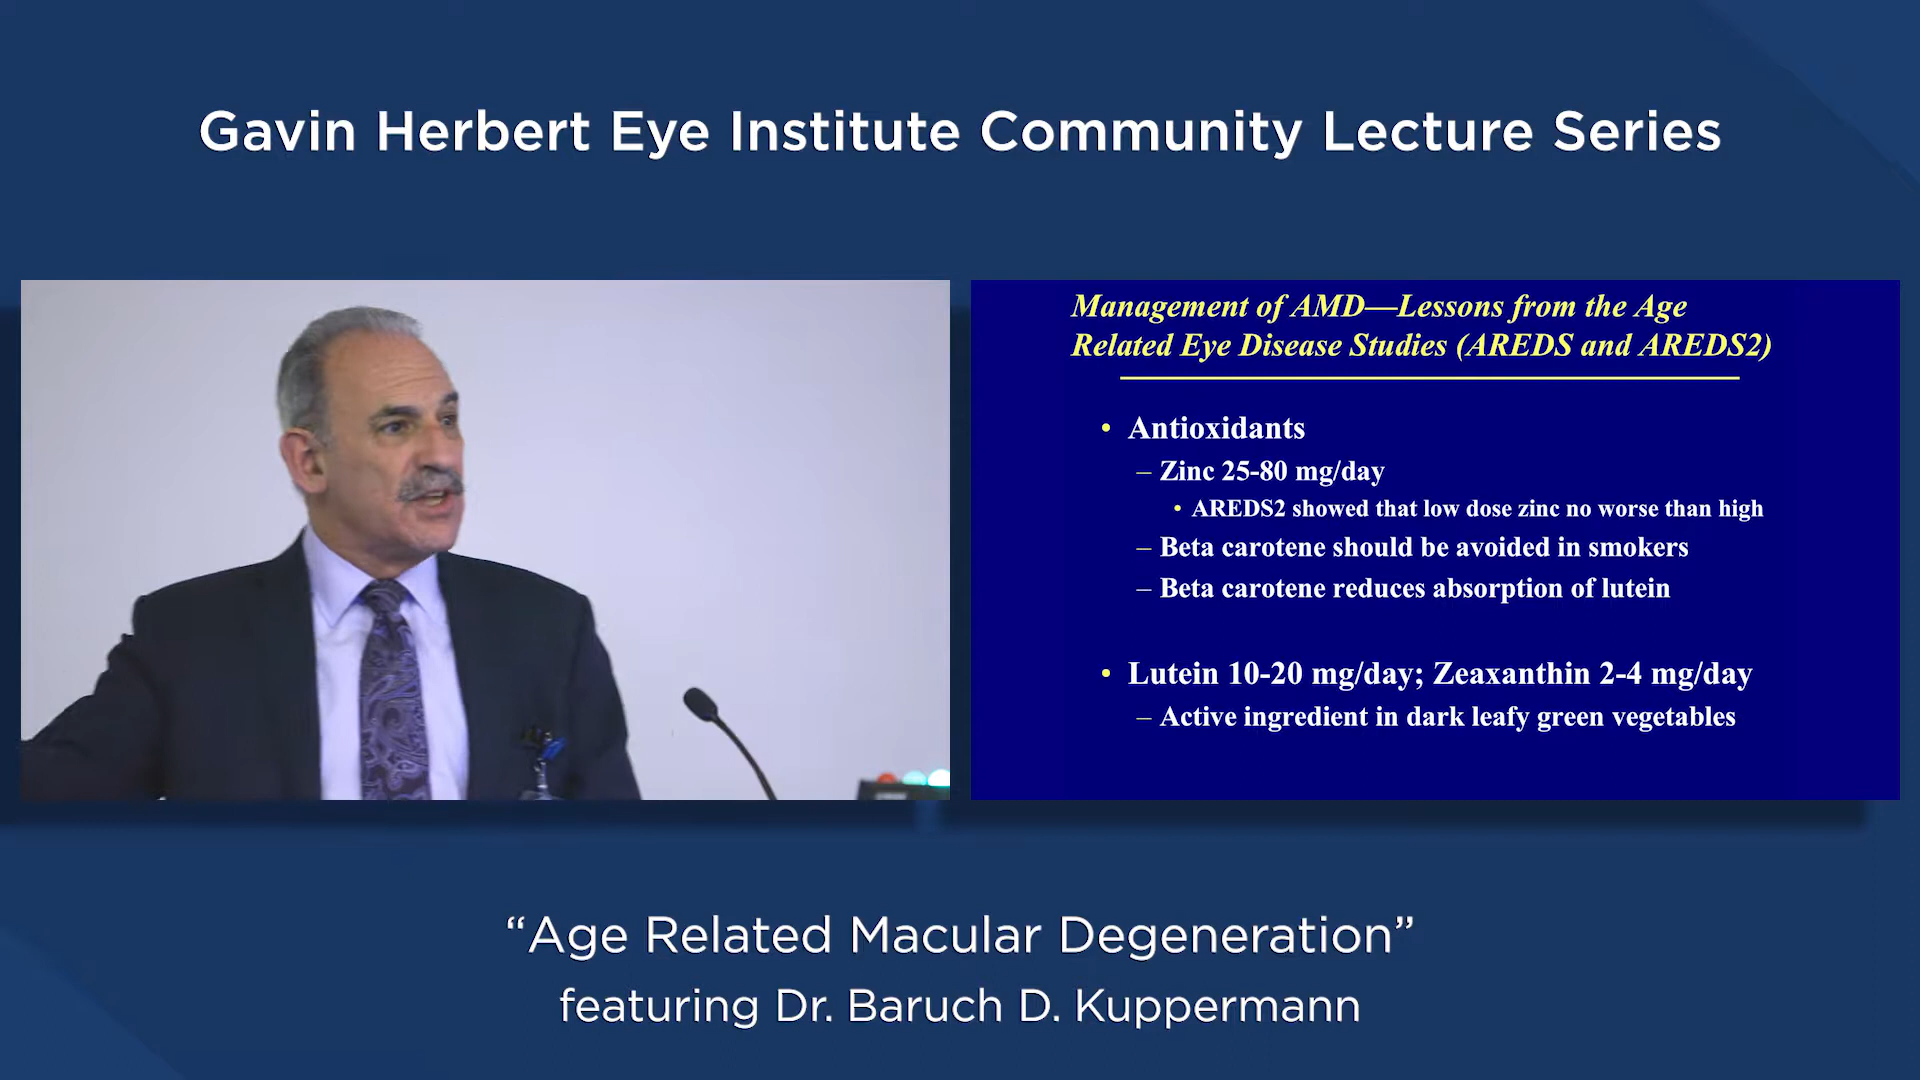 Gavin Herbert Eye Institute Community Lecture Series
Management of AMD—Lessons from the Age
Related Eye Disease Studies (AREDS and AREDS2)
• Antioxidants
– Zinc 25-80 mg/day
• AREDS2 showed that low dose zinc no worse than high
– Beta carotene should be avoided in smokers
– Beta carotene reduces absorption of lutein
• Lutein 10-20 mg/day; Zeaxanthin 2-4 mg/day
– Active ingredient in dark leafy green vegetables
“Age Related Macular Degeneration”
featuring Dr. Baruch D. Kuppermann